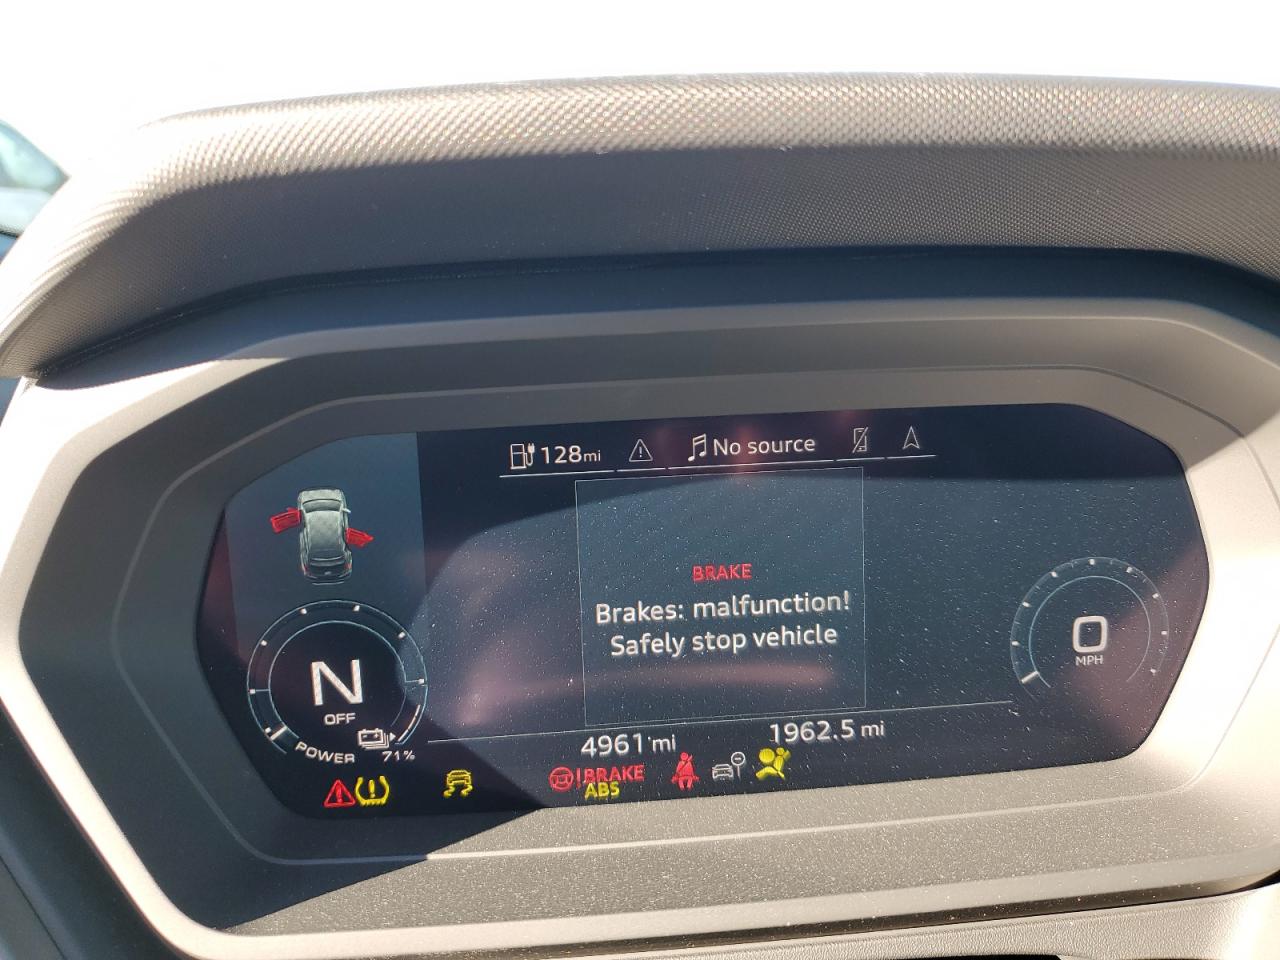 128mi
No source
BRAKE
Brakes: malfunction!
Safely stop vehicle
N
OFF
POWER
71%
0
MPH
4961 mi
1962.5 mi
! BRAKE
ABS